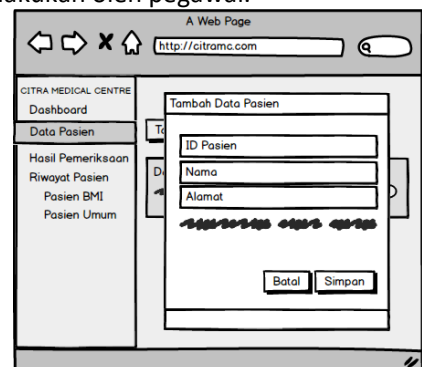 A Web Page
http://citramc.com
CITRA MEDICAL CENTRE
Dashboard
Data Pasien
Hasil Pemeriksaan
Riwayat Pasien
Pasien BMI
Pasien Umum
Tambah Data Pasien
ID Pasien
Nama
Alamat
Batal
Simpan